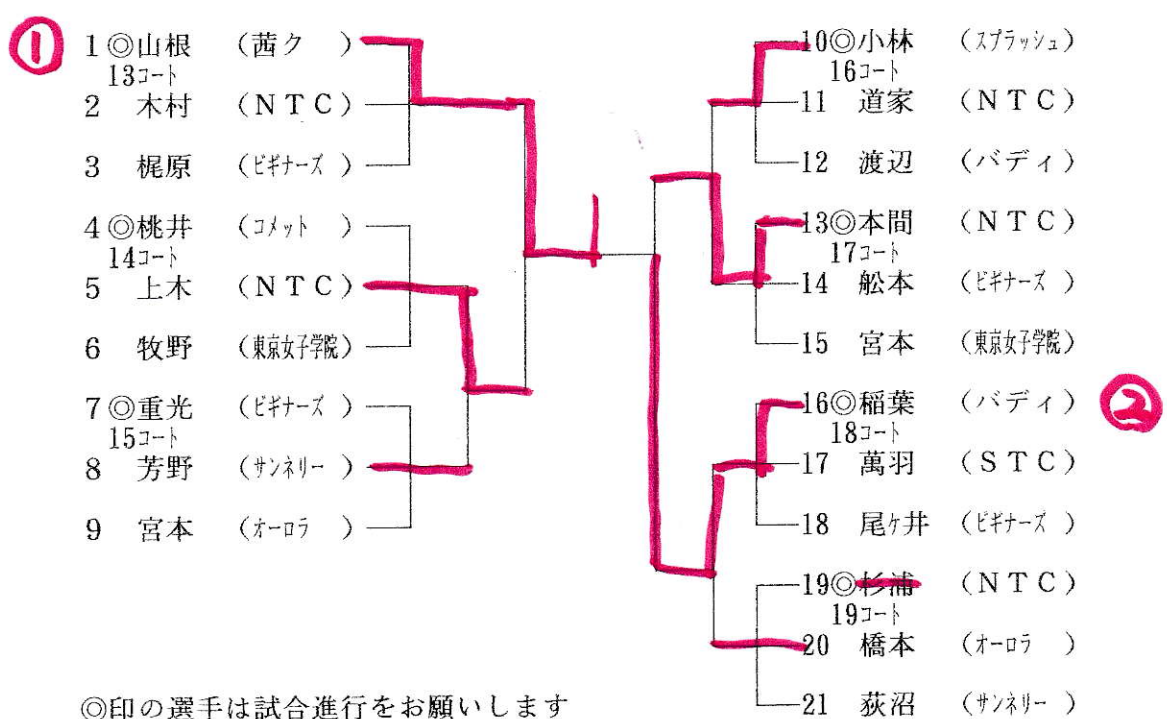 ①
1 ◎山根 (茜ク )
13コート
2 木村 (NTC)
3 梶原 (ビギナーズ )
4 ◎桃井 (コメット )
14コート
5 上木 (NTC)
6 牧野 (東京女子学院)
7 ◎重光 (ビギナーズ )
15コート
8 芳野 (サンネリー )
9 宮本 (オーロラ )
◎印の選手は試合進行をお願いします
10◎小林 (スプラッシュ)
16コート
11 道家 (NTC)
12 渡辺 (バディ)
13◎本間 (NTC)
17コート
14 舩本 (ビギナーズ )
15 宮本 (東京女子学院)
②
16◎稲葉 (バディ)
18コート
17 萬羽 (STC)
18 尾ケ井 (ビギナーズ )
19◎杉浦 (NTC)
19コート
20 橋本 (オーロラ )
21 荻沼 (サンネリー )